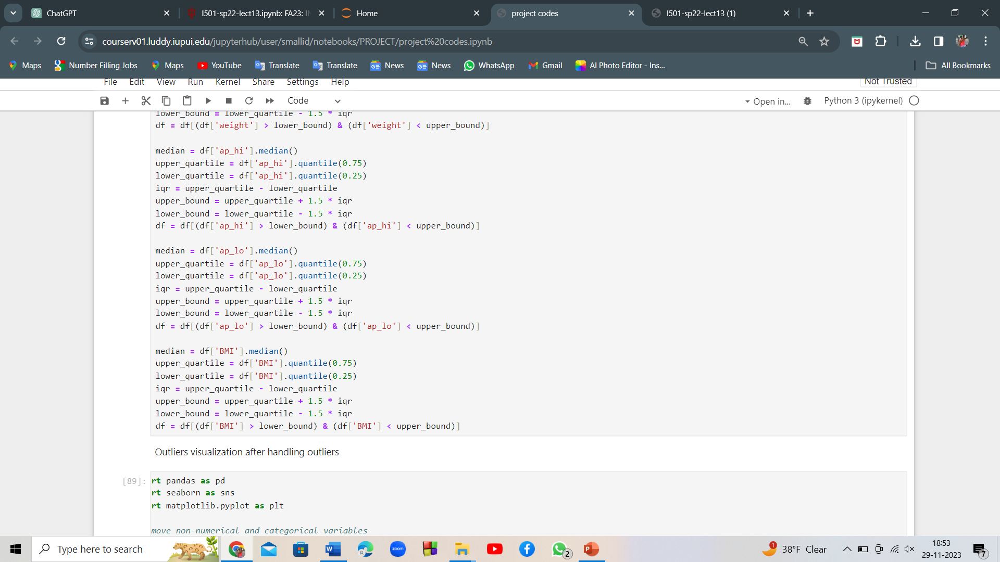 ChatGPT
I501-sp22-lect13.ipynb: FA23: IN
Home
project codes
I501-sp22-lect13 (1)
courserv01.luddy.iupui.edu/jupyterhub/user/smallid/notebooks/PROJECT/project%20codes.ipynb
Maps Number Filling Jobs Maps YouTube Translate Translate News News WhatsApp Gmail AI Photo Editor - Ins... All Bookmarks
File Edit View Run Kernel Share Settings Help Not Trusted
Code Open in... Python 3 (ipykernel)
lower_bound = lower_quartile - 1.5 * iqr
df = df[(df['weight'] > lower_bound) & (df['weight'] < upper_bound)]
median = df['ap_hi'].median()
upper_quartile = df['ap_hi'].quantile(0.75)
lower_quartile = df['ap_hi'].quantile(0.25)
iqr = upper_quartile - lower_quartile
upper_bound = upper_quartile + 1.5 * iqr
lower_bound = lower_quartile - 1.5 * iqr
df = df[(df['ap_hi'] > lower_bound) & (df['ap_hi'] < upper_bound)]
median = df['ap_lo'].median()
upper_quartile = df['ap_lo'].quantile(0.75)
lower_quartile = df['ap_lo'].quantile(0.25)
iqr = upper_quartile - lower_quartile
upper_bound = upper_quartile + 1.5 * iqr
lower_bound = lower_quartile - 1.5 * iqr
df = df[(df['ap_lo'] > lower_bound) & (df['ap_lo'] < upper_bound)]
median = df['BMI'].median()
upper_quartile = df['BMI'].quantile(0.75)
lower_quartile = df['BMI'].quantile(0.25)
iqr = upper_quartile - lower_quartile
upper_bound = upper_quartile + 1.5 * iqr
lower_bound = lower_quartile - 1.5 * iqr
df = df[(df['BMI'] > lower_bound) & (df['BMI'] < upper_bound)]
Outliers visualization after handling outliers
[89]: rt pandas as pd
rt seaborn as sns
rt matplotlib.pyplot as plt
move non-numerical and categorical variables
Type here to search
zoom
2
1
38°F Clear
18:53
29-11-2023
7